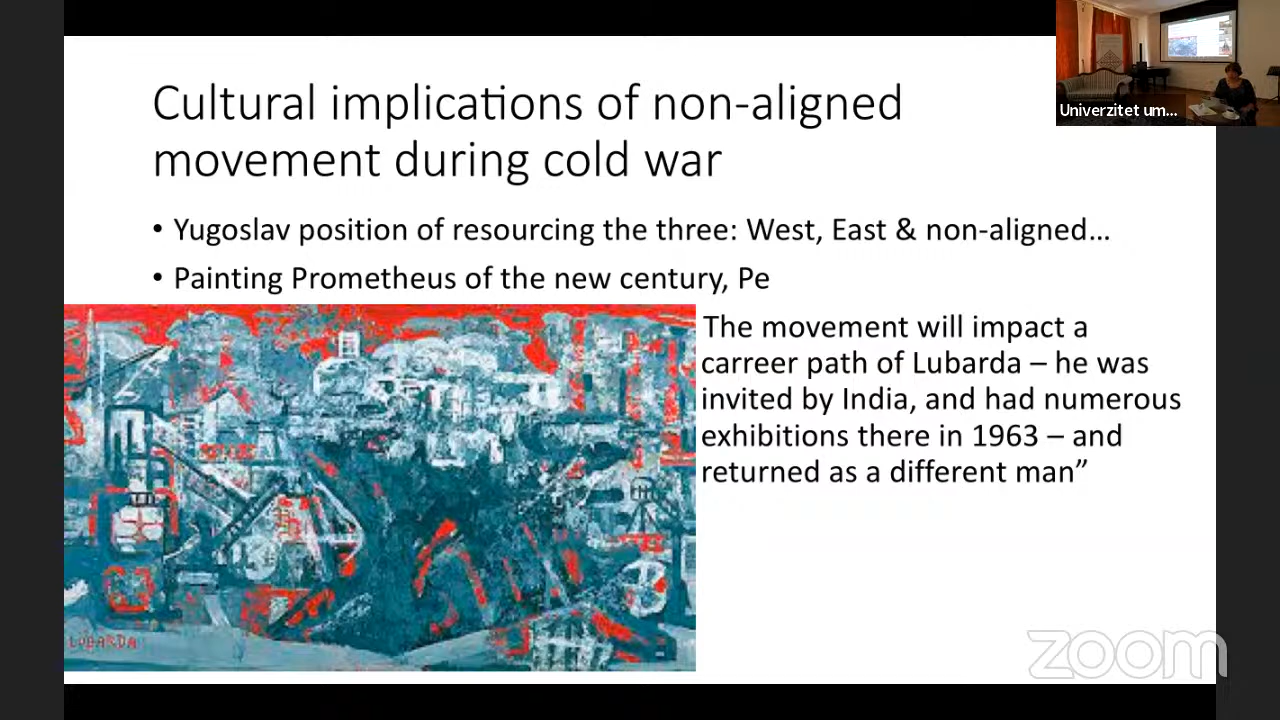 Cultural implications of non-aligned
movement during cold war
• Yugoslav position of resourcing the three: West, East & non-aligned…
• Painting Prometheus of the new century, Pe
The movement will impact a
carreer path of Lubarda – he was
invited by India, and had numerous
exhibitions there in 1963 – and
returned as a different man”
LUBARDA
Univerzitet um...
zoom